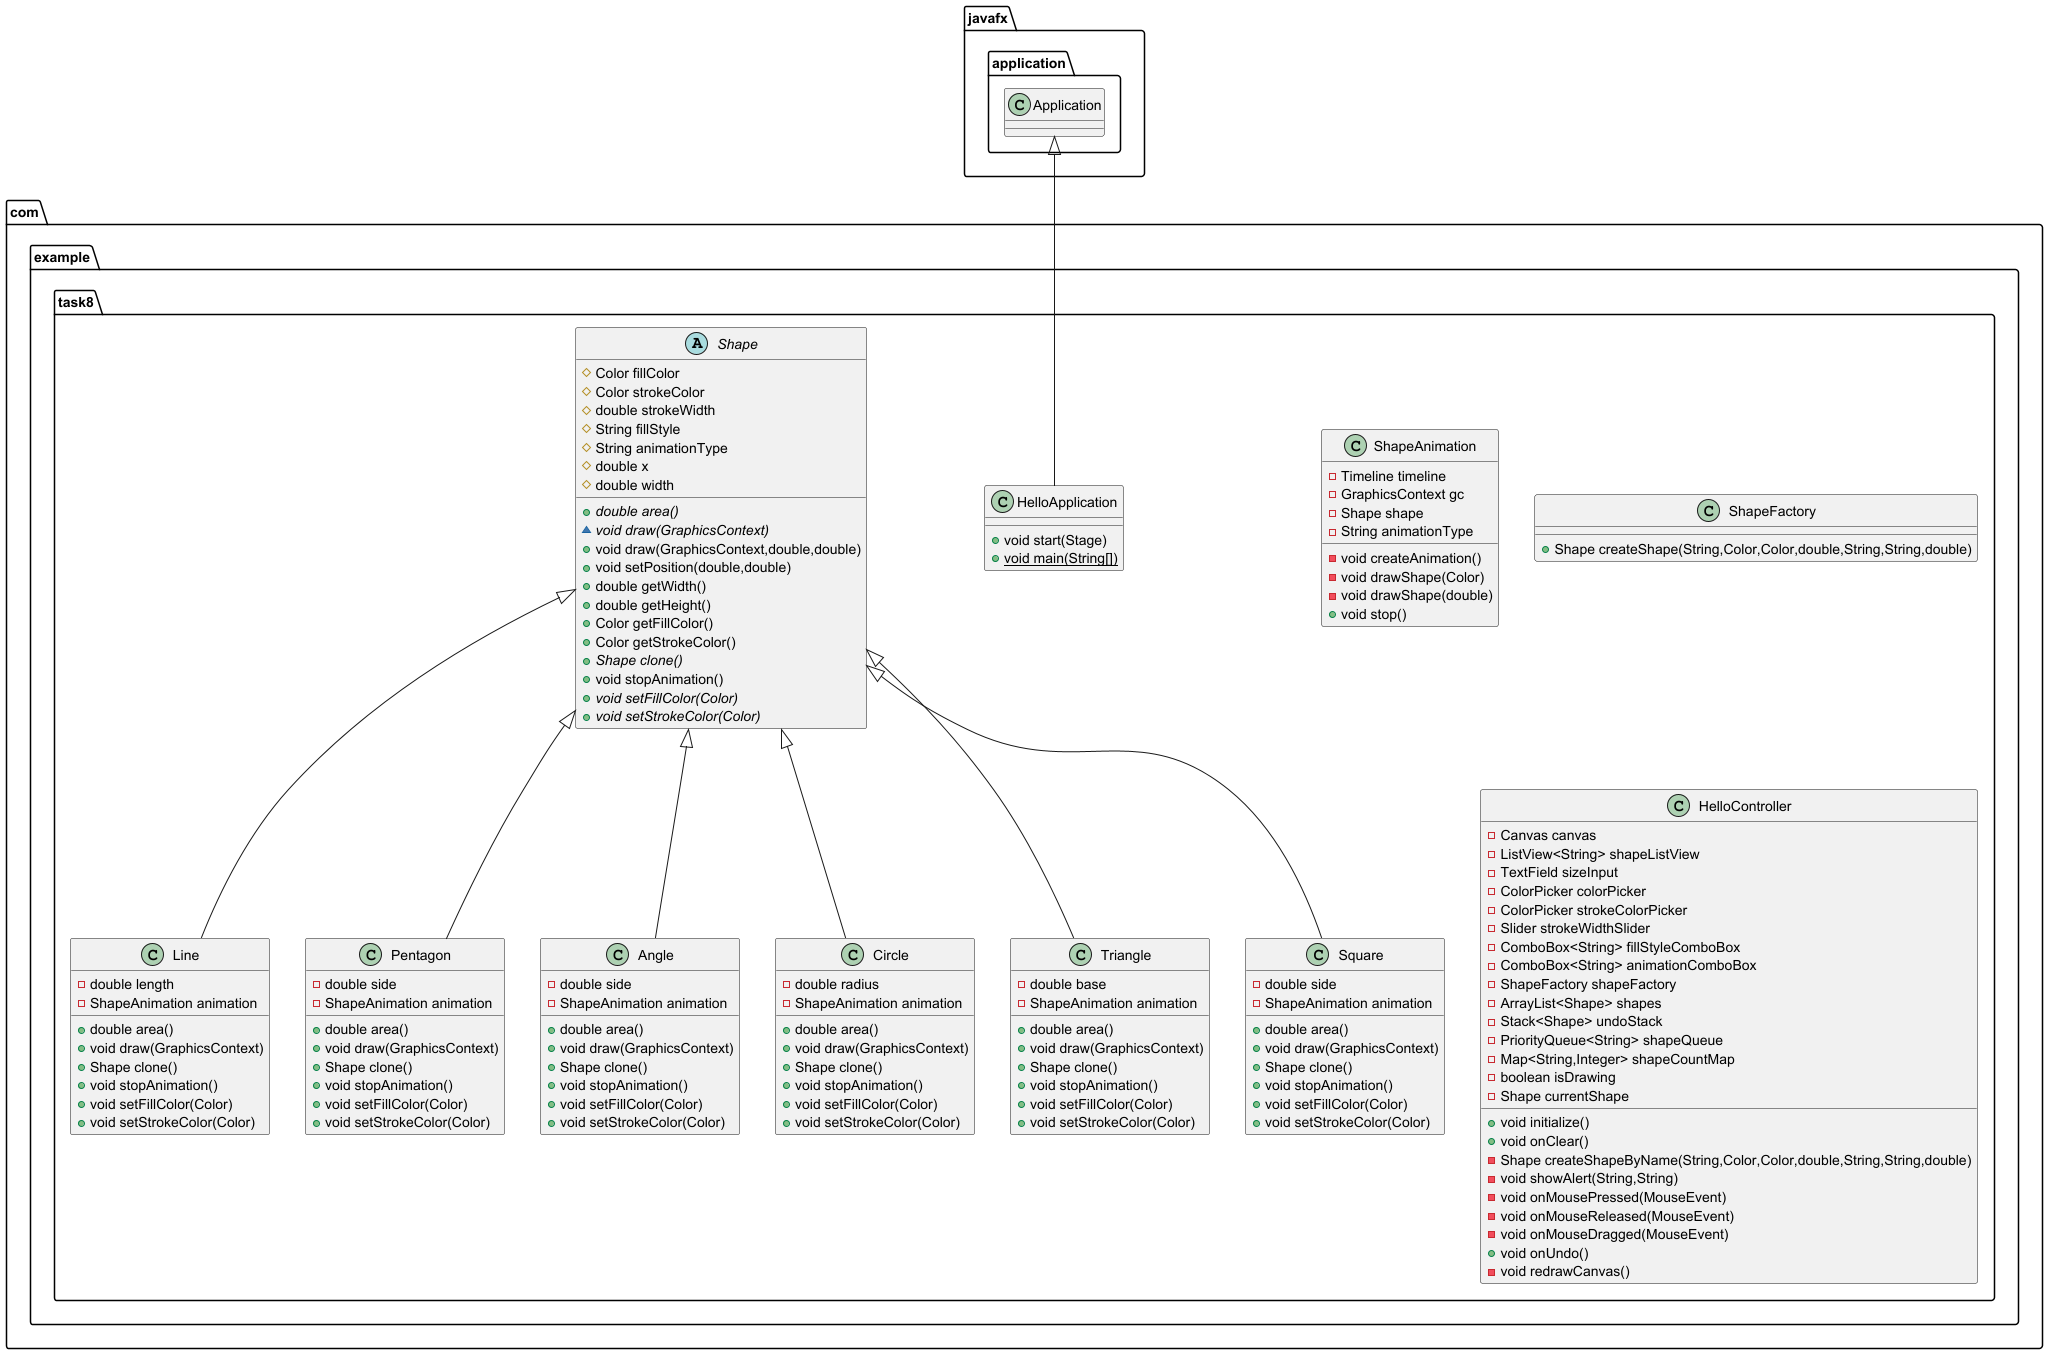 javafx
application
C Application
com
example
task8
A Shape
Color fillColor
Color strokeColor
double strokeWidth
String fillStyle
String animationType
double x
double width
double area()
void draw(GraphicsContext)
void draw(GraphicsContext,double,double)
void setPosition(double,double)
double getWidth()
double getHeight()
Color getFillColor()
Color getStrokeColor()
Shape clone()
void stopAnimation()
void setFillColor(Color)
void setStrokeColor(Color)
C HelloApplication
void start(Stage)
void main(String[])
C ShapeAnimation
Timeline timeline
GraphicsContext gc
Shape shape
String animationType
void createAnimation()
void drawShape(Color)
void drawShape(double)
void stop()
C ShapeFactory
Shape createShape(String,Color,Color,double,String,String,double)
C Line
double length
ShapeAnimation animation
double area()
void draw(GraphicsContext)
Shape clone()
void stopAnimation()
void setFillColor(Color)
void setStrokeColor(Color)
C Pentagon
double side
ShapeAnimation animation
double area()
void draw(GraphicsContext)
Shape clone()
void stopAnimation()
void setFillColor(Color)
void setStrokeColor(Color)
C Angle
double side
ShapeAnimation animation
double area()
void draw(GraphicsContext)
Shape clone()
void stopAnimation()
void setFillColor(Color)
void setStrokeColor(Color)
C Circle
double radius
ShapeAnimation animation
double area()
void draw(GraphicsContext)
Shape clone()
void stopAnimation()
void setFillColor(Color)
void setStrokeColor(Color)
C Triangle
double base
ShapeAnimation animation
double area()
void draw(GraphicsContext)
Shape clone()
void stopAnimation()
void setFillColor(Color)
void setStrokeColor(Color)
C Square
double side
ShapeAnimation animation
double area()
void draw(GraphicsContext)
Shape clone()
void stopAnimation()
void setFillColor(Color)
void setStrokeColor(Color)
C HelloController
Canvas canvas
ListView<String> shapeListView
TextField sizeInput
ColorPicker colorPicker
ColorPicker strokeColorPicker
Slider strokeWidthSlider
ComboBox<String> fillStyleComboBox
ComboBox<String> animationComboBox
ShapeFactory shapeFactory
ArrayList<Shape> shapes
Stack<Shape> undoStack
PriorityQueue<String> shapeQueue
Map<String,Integer> shapeCountMap
boolean isDrawing
Shape currentShape
void initialize()
void onClear()
Shape createShapeByName(String,Color,Color,double,String,String,double)
void showAlert(String,String)
void onMousePressed(MouseEvent)
void onMouseReleased(MouseEvent)
void onMouseDragged(MouseEvent)
void onUndo()
void redrawCanvas()